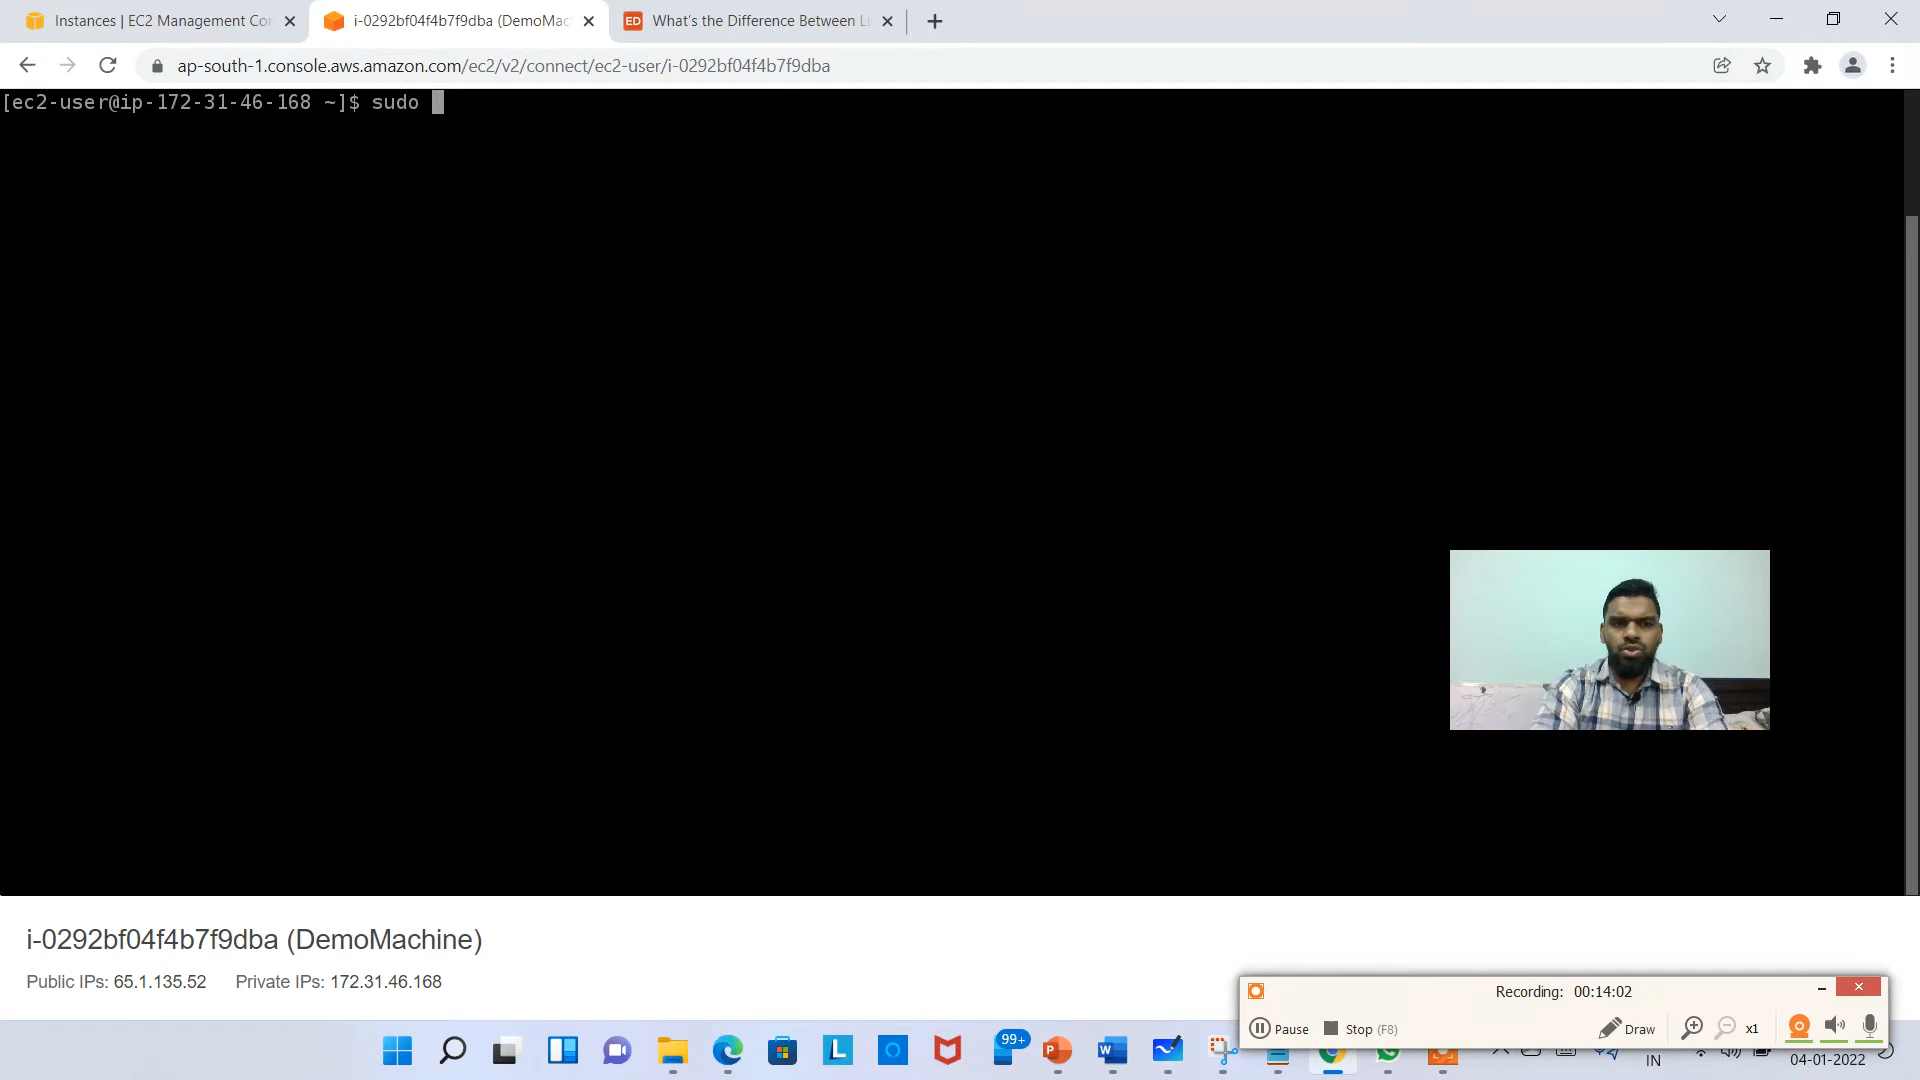 Instances | EC2 Management Co
i-0292bf04f4b7f9dba (DemoMac
ED
What's the Difference Between Li
ap-south-1.console.aws.amazon.com/ec2/v2/connect/ec2-user/i-0292bf04f4b7f9dba
[ec2-user@ip-172-31-46-168 ~]$ sudo
i-0292bf04f4b7f9dba (DemoMachine)
Public IPs: 65.1.135.52 Private IPs: 172.31.46.168
Recording: 00:14:02
Pause Stop (F8) Draw x1
99+
IN
04-01-2022